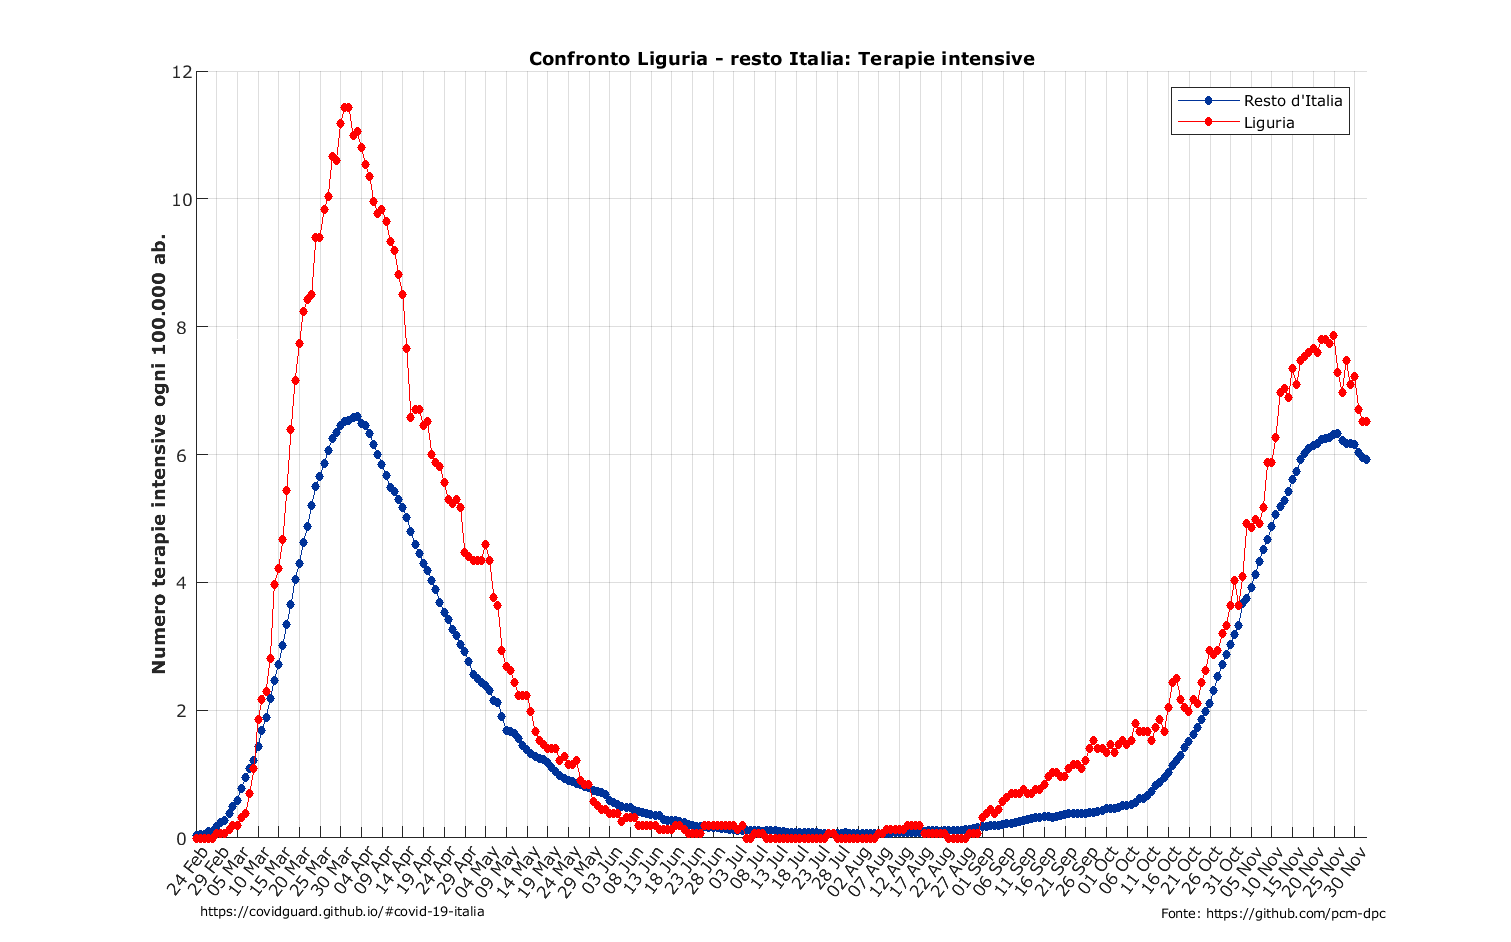 Confronto Liguria - resto Italia: Terapie intensive
Resto d'Italia
Liguria
Numero terapie intensive ogni 100.000 ab.
12
10
8
6
4
2
0
24 Feb
29 Feb
05 Mar
10 Mar
15 Mar
20 Mar
25 Mar
30 Mar
04 Apr
09 Apr
14 Apr
19 Apr
24 Apr
29 Apr
04 May
09 May
14 May
19 May
24 May
29 May
03 Jun
08 Jun
13 Jun
18 Jun
23 Jun
28 Jun
03 Jul
08 Jul
13 Jul
18 Jul
23 Jul
28 Jul
02 Aug
07 Aug
12 Aug
17 Aug
22 Aug
27 Aug
01 Sep
06 Sep
11 Sep
16 Sep
21 Sep
26 Sep
01 Oct
06 Oct
11 Oct
16 Oct
21 Oct
26 Oct
31 Oct
05 Nov
10 Nov
15 Nov
20 Nov
25 Nov
30 Nov
https://covidguard.github.io/#covid-19-italia
Fonte: https://github.com/pcm-dpc